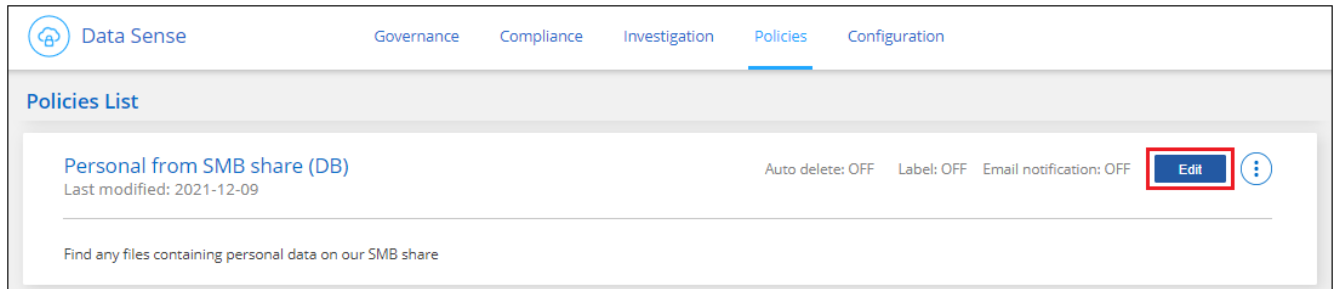 Data Sense Governance Compliance Investigation Policies Configuration
Policies List
Personal from SMB share (DB) Auto delete: OFF Label: OFF Email notification: OFF Edit
Last modified: 2021-12-09
Find any files containing personal data on our SMB share